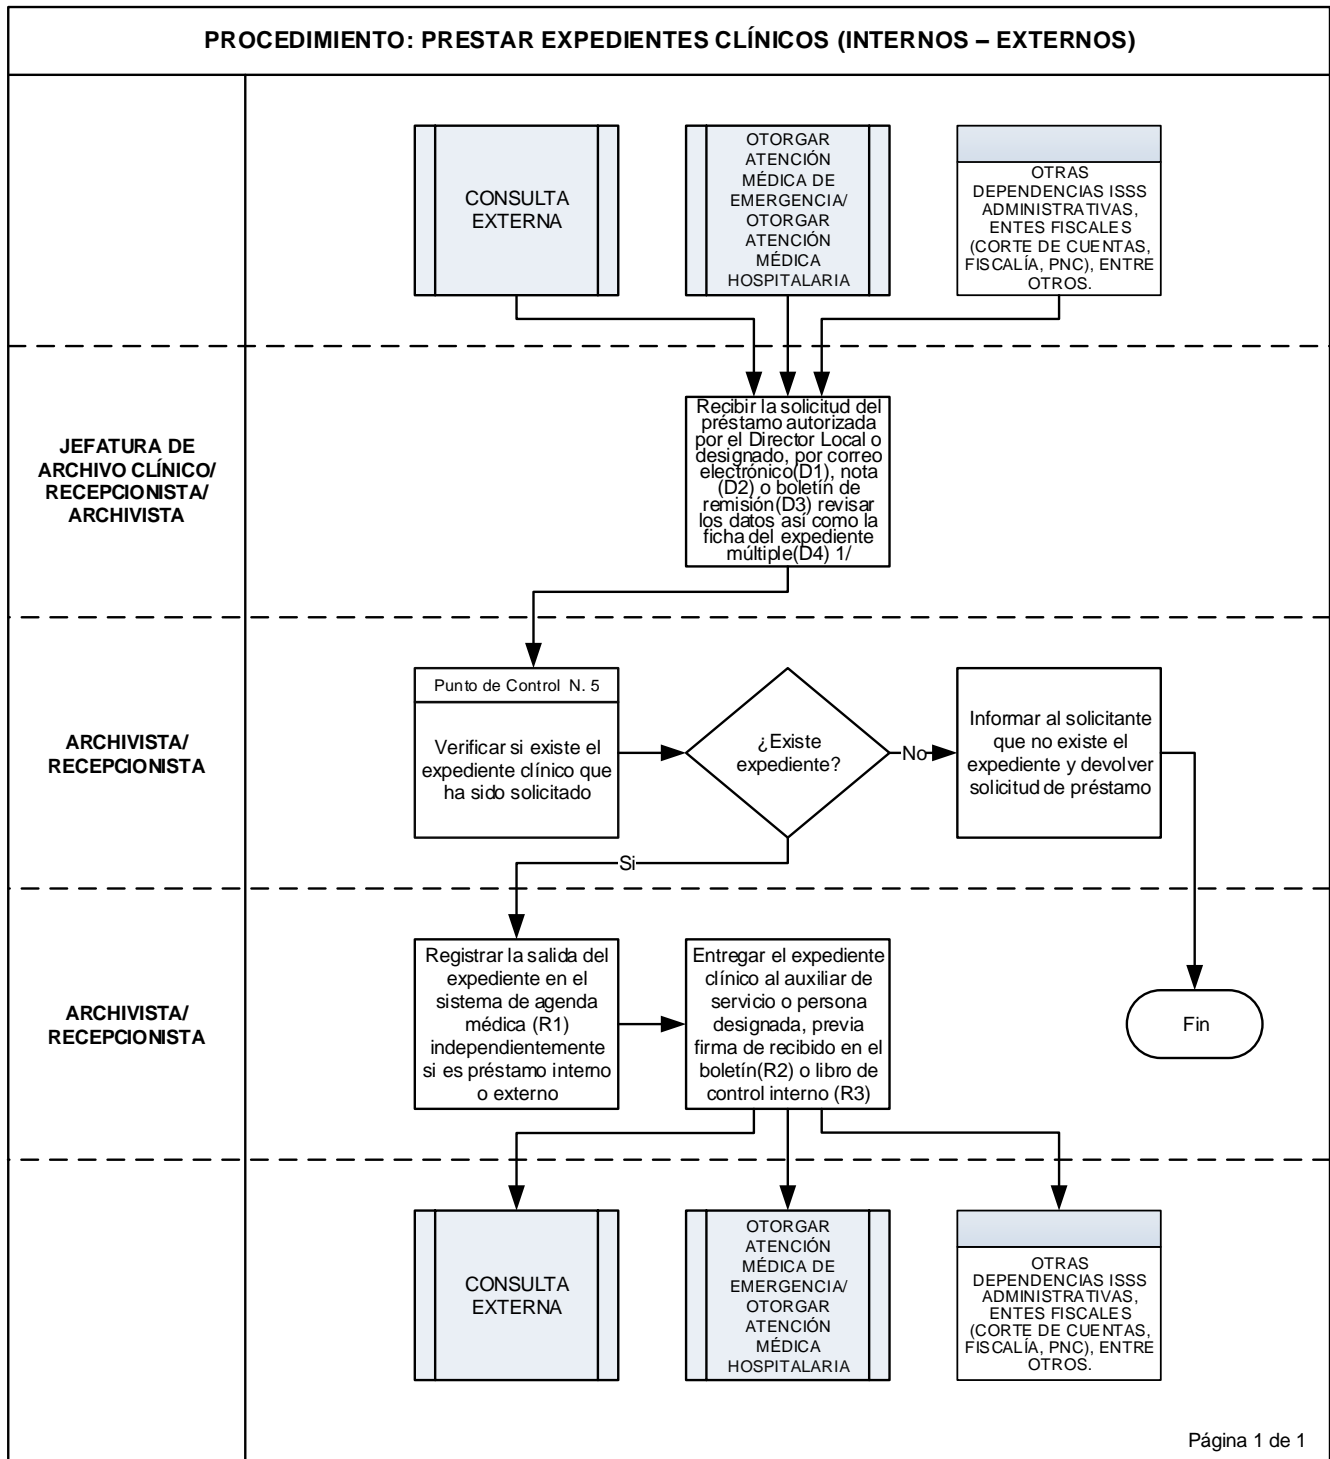 PROCEDIMIENTO: PRESTAR EXPEDIENTES CLÍNICOS (INTERNOS – EXTERNOS)
CONSULTA
EXTERNA
OTORGAR
ATENCIÓN
MÉDICA DE
EMERGENCIA/
OTORGAR
ATENCIÓN
MÉDICA
HOSPITALARIA
OTRAS
DEPENDENCIAS ISSS
ADMINISTRATIVAS,
ENTES FISCALES
(CORTE DE CUENTAS,
FISCALÍA, PNC), ENTRE
OTROS.
JEFATURA DE
ARCHIVO CLÍNICO/
RECEPCIONISTA/
ARCHIVISTA
Recibir la solicitud del
préstamo autorizada
por el Director Local o
designado, por correo
electrónico(D1), nota
(D2) o boletín de
remisión(D3) revisar
los datos así como la
ficha del expediente
múltiple(D4) 1/
ARCHIVISTA/
RECEPCIONISTA
Punto de Control N. 5
Verificar si existe el
expediente clínico que
ha sido solicitado
¿Existe
expediente?
No
Informar al solicitante
que no existe el
expediente y devolver
solicitud de préstamo
Si
ARCHIVISTA/
RECEPCIONISTA
Registrar la salida del
expediente en el
sistema de agenda
médica (R1)
independientemente
si es préstamo interno
o externo
Entregar el expediente
clínico al auxiliar de
servicio o persona
designada, previa
firma de recibido en el
boletín(R2) o libro de
control interno (R3)
Fin
CONSULTA
EXTERNA
OTORGAR
ATENCIÓN
MÉDICA DE
EMERGENCIA/
OTORGAR
ATENCIÓN
MÉDICA
HOSPITALARIA
OTRAS
DEPENDENCIAS ISSS
ADMINISTRATIVAS,
ENTES FISCALES
(CORTE DE CUENTAS,
FISCALÍA, PNC), ENTRE
OTROS.
Página 1 de 1